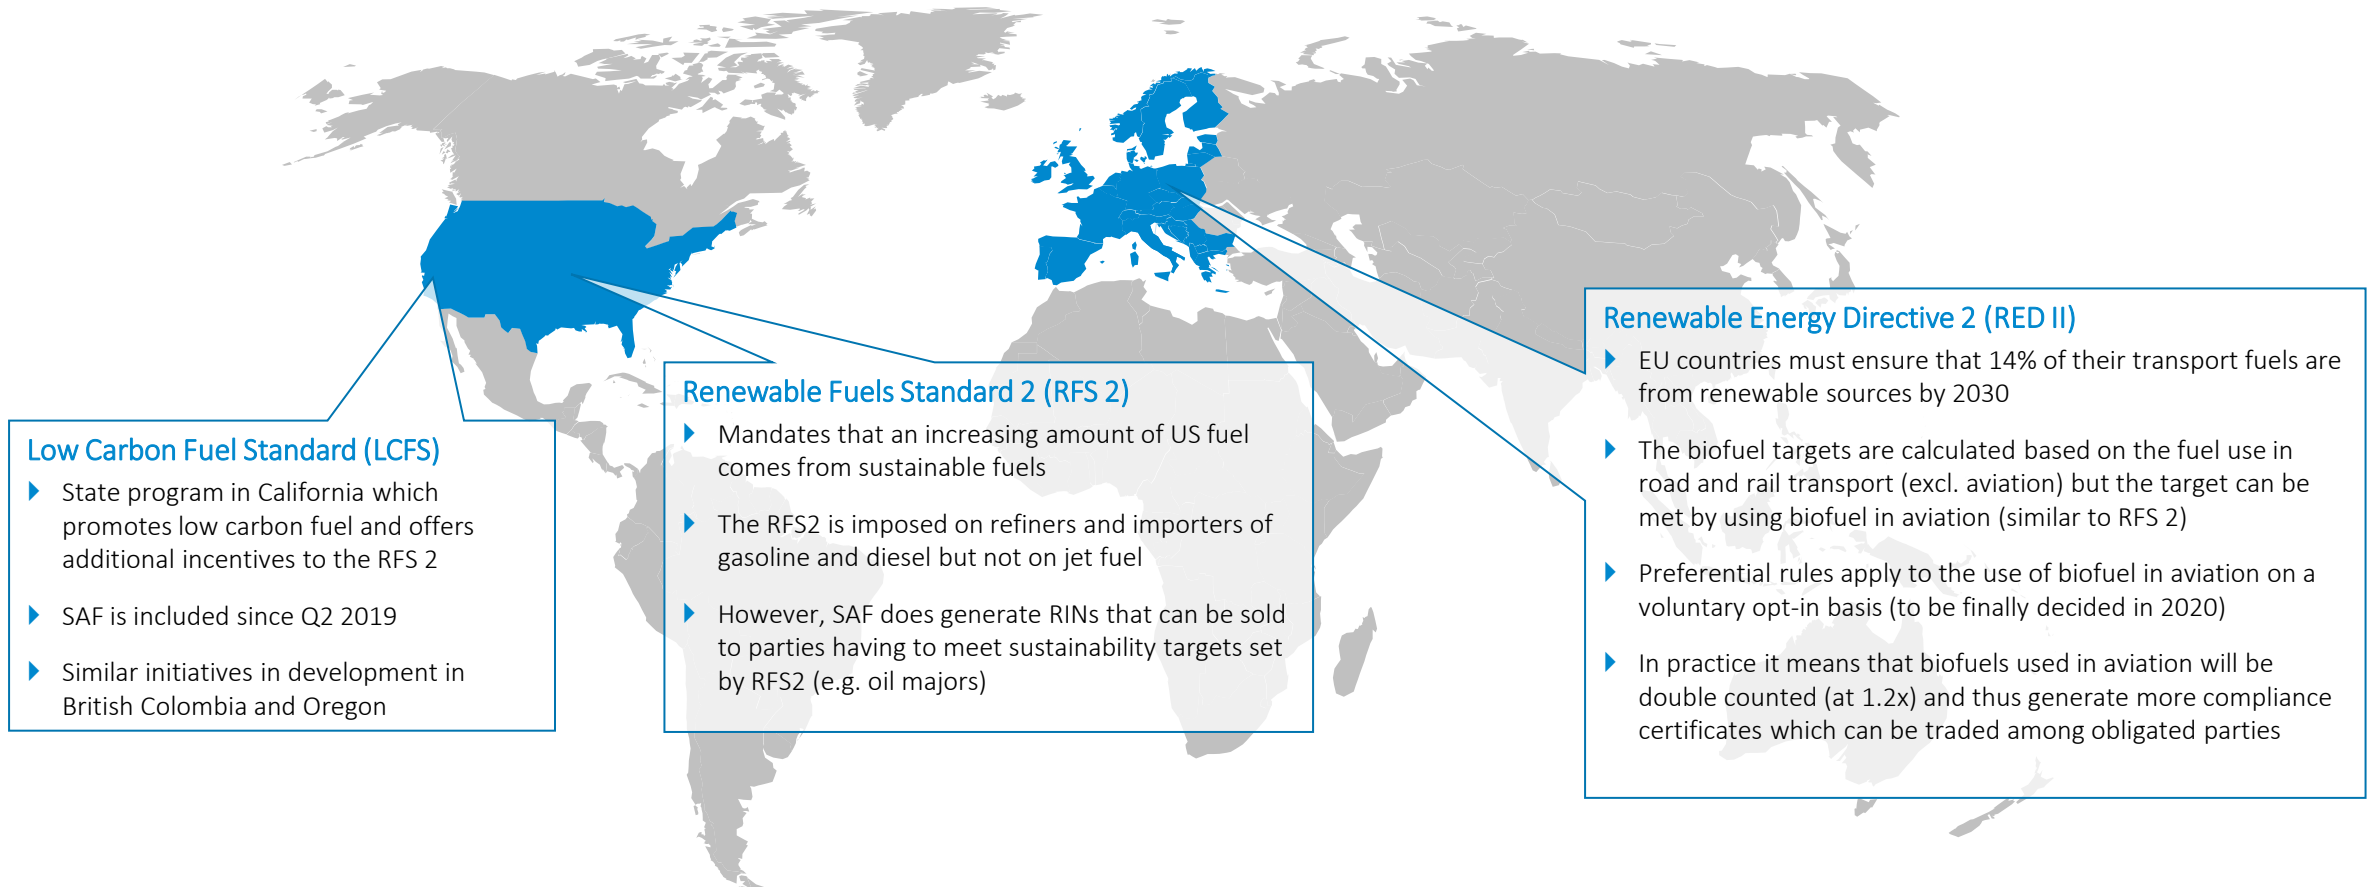 Low Carbon Fuel Standard (LCFS)
State program in California which
promotes low carbon fuel and offers
additional incentives to the RFS 2
SAF is included since Q2 2019
Similar initiatives in development in
British Colombia and Oregon
Renewable Fuels Standard 2 (RFS 2)
Mandates that an increasing amount of US fuel
comes from sustainable fuels
The RFS2 is imposed on refiners and importers of
gasoline and diesel but not on jet fuel
However, SAF does generate RINs that can be sold
to parties having to meet sustainability targets set
by RFS2 (e.g. oil majors)
Renewable Energy Directive 2 (RED II)
EU countries must ensure that 14% of their transport fuels are
from renewable sources by 2030
The biofuel targets are calculated based on the fuel use in
road and rail transport (excl. aviation) but the target can be
met by using biofuel in aviation (similar to RFS 2)
Preferential rules apply to the use of biofuel in aviation on a
voluntary opt-in basis (to be finally decided in 2020)
In practice it means that biofuels used in aviation will be
double counted (at 1.2x) and thus generate more compliance
certificates which can be traded among obligated parties